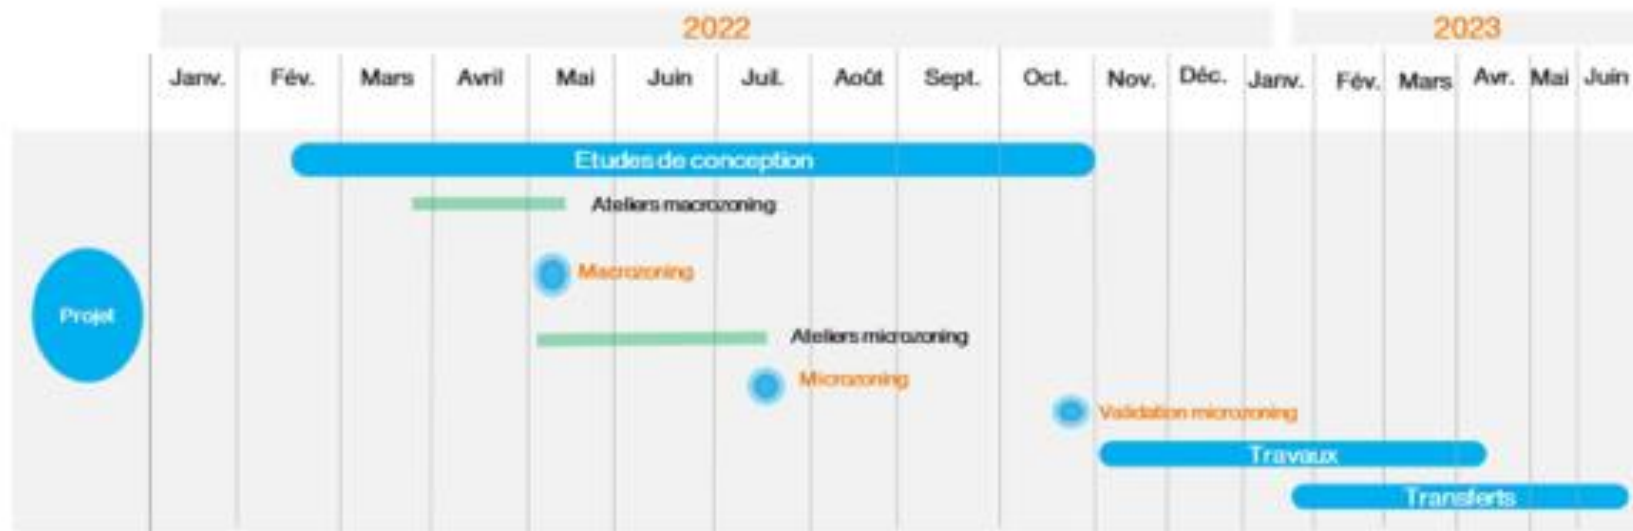 2022 2023
Janv. Fév. Mars Avril Mai Juin Juil. Août Sept. Oct. Nov. Déc. Janv. Fév. Mars Avr. Mai Juin
Etudes de conception
Ateliers macrozoning
Macrozoning
Projet
Ateliers microzoning
Microzoning
Validation microzoning
Travaux
Transferts